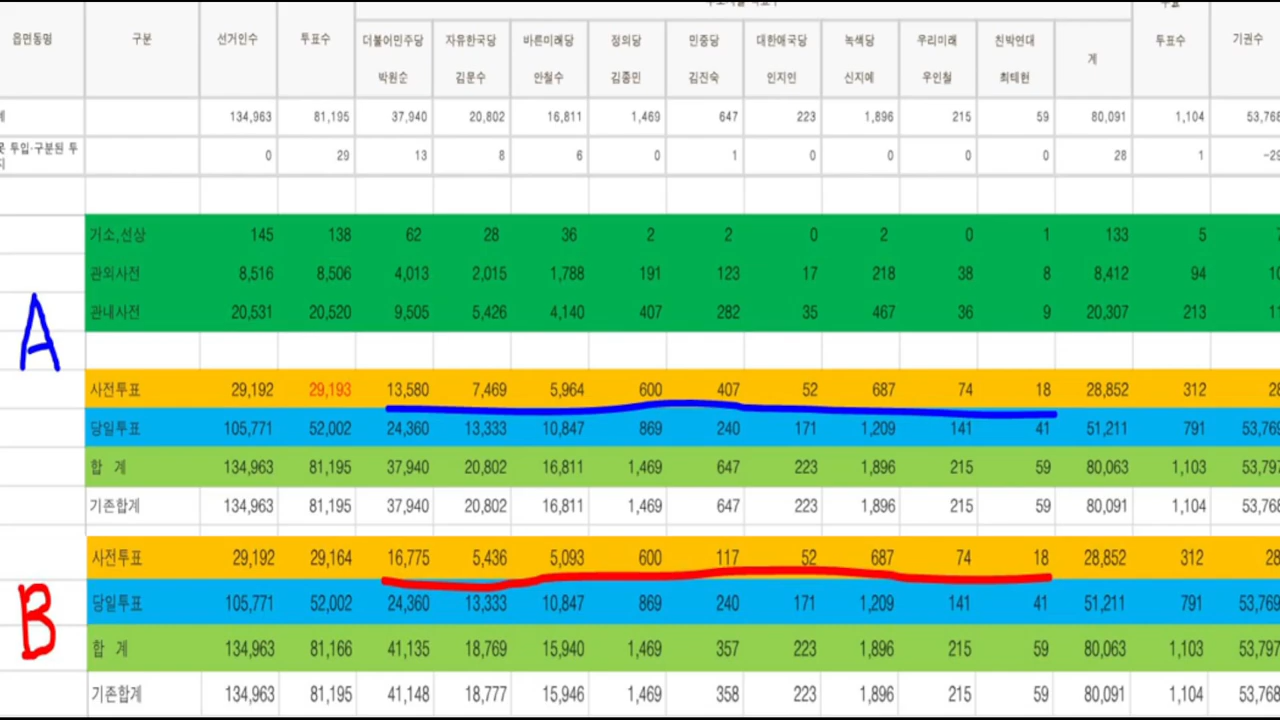 읍면동명 구분 선거인수 투표수 더불어민주당 박원순 자유한국당 김문수 바른미래당 안철수 정의당 김종민 민중당 김진숙 대한애국당 인지연 녹색당 신지예 우리미래 우인철 친박연대 최태현 계 투표수 기권수
계 134,963 81,195 37,940 20,802 16,811 1,469 647 223 1,896 215 59 80,091 1,104 53,768
못 투입·구분된 투 0 29 13 8 6 0 1 0 0 0 0 28 1 -29
지
거소,선상 145 138 62 28 36 2 2 0 2 0 1 133 5 7
관외사전 8,516 8,506 4,013 2,015 1,788 191 123 17 218 38 8 8,412 94 10
관내사전 20,531 20,520 9,505 5,426 4,140 407 282 35 467 36 9 20,307 213 11
A
사전투표 29,192 29,193 13,580 7,469 5,964 600 407 52 687 74 18 28,852 312 28
당일투표 105,771 52,002 24,360 13,333 10,847 869 240 171 1,209 141 41 51,211 791 53,769
합 계 134,963 81,195 37,940 20,802 16,811 1,469 647 223 1,896 215 59 80,063 1,103 53,797
기존합계 134,963 81,195 37,940 20,802 16,811 1,469 647 223 1,896 215 59 80,091 1,104 53,768
사전투표 29,192 29,164 16,775 5,436 5,093 600 117 52 687 74 18 28,852 312 28
B
당일투표 105,771 52,002 24,360 13,333 10,847 869 240 171 1,209 141 41 51,211 791 53,769
합 계 134,963 81,166 41,135 18,769 15,940 1,469 357 223 1,896 215 59 80,063 1,103 53,797
기존합계 134,963 81,195 41,148 18,777 15,946 1,469 358 223 1,896 215 59 80,091 1,104 53,768